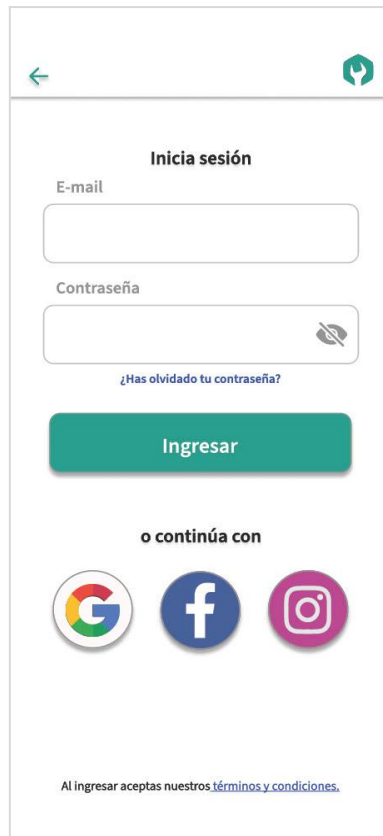 Inicia sesión
E-mail
Contraseña
¿Has olvidado tu contraseña?
Ingresar
o continúa con
Al ingresar aceptas nuestros términos y condiciones.